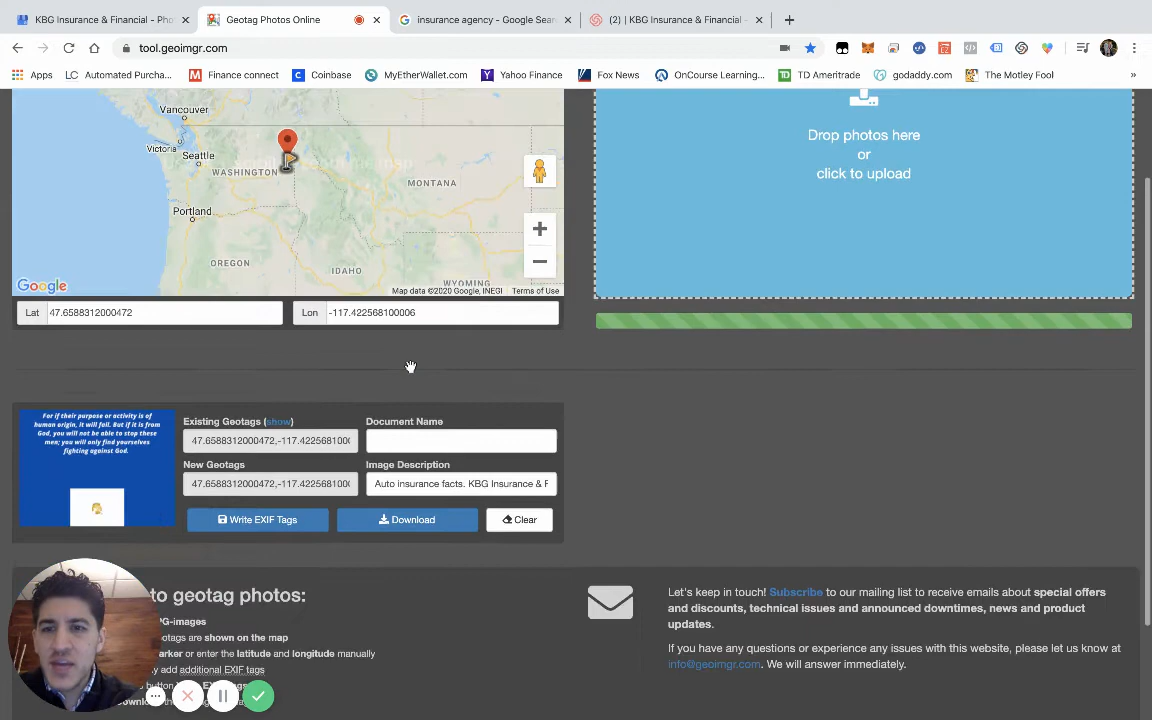 KBG Insurance & Financial - Pho
Geotag Photos Online
insurance agency - Google Sear
(2) | KBG Insurance & Financial -
tool.geoimgr.com
Apps
Automated Purcha...
Finance connect
Coinbase
MyEtherWallet.com
Yahoo Finance
Fox News
OnCourse Learning...
TD Ameritrade
godaddy.com
The Motley Fool
»
Vancouver
Victoria
Seattle
WASHINGTON
MONTANA
Portland
OREGON
IDAHO
WYOMING
Google
Map data ©2020 Google, INEGI
Terms of Use
Drop photos here
or
click to upload
Lat
47.6588312000472
Lon
-117.422568100006
For if their purpose or activity is of
human origin, it will fail. But if it is from
God, you will not be able to stop these
men; you will only find yourselves
fighting against God.
Existing Geotags (show)
Document Name
47.6588312000472,-117.4225681000
New Geotags
Image Description
47.6588312000472,-117.4225681000
Auto insurance facts. KBG Insurance & F
Write EXIF Tags
Download
Clear
to geotag photos:
PG-images
eotags are shown on the map
arker or enter the latitude and longitude manually
y add additional EXIF tags
Let's keep in touch! Subscribe to our mailing list to receive emails about special offers
and discounts, technical issues and announced downtimes, news and product
updates.
If you have any questions or experience any issues with this website, please let us know at
info@geoimgr.com. We will answer immediately.